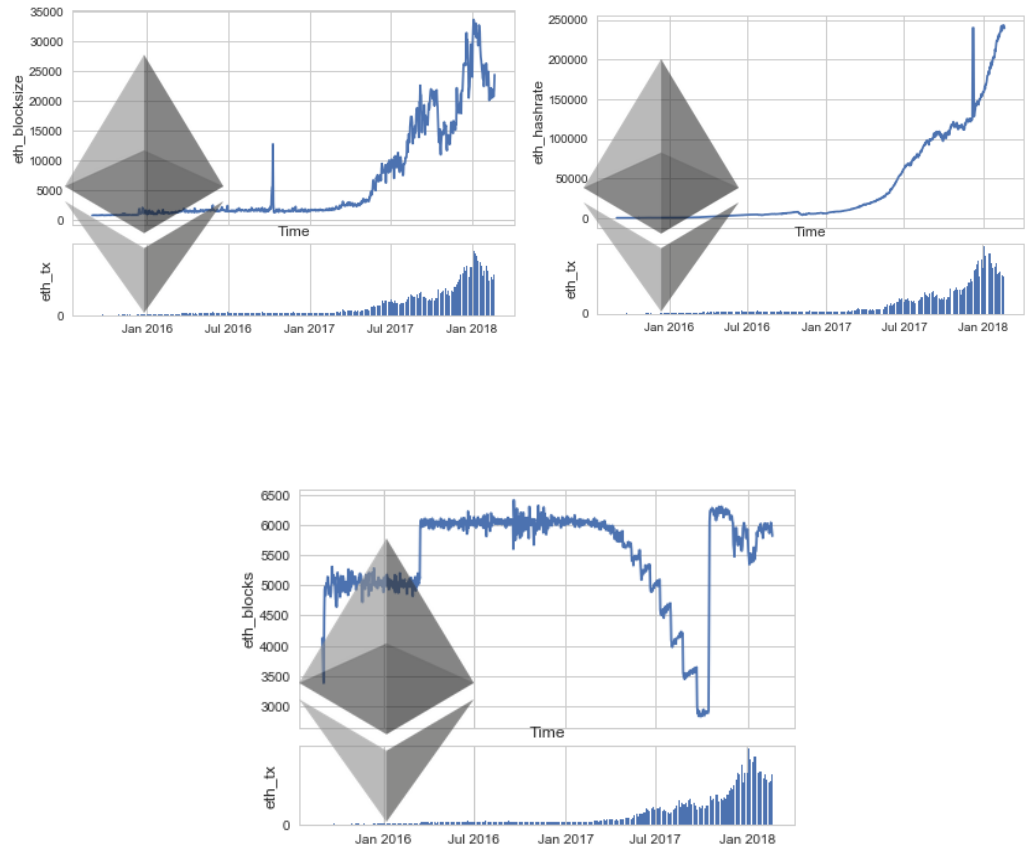 35000
30000
25000
20000
15000
10000
5000
0
eth_blocksize
Time
eth_tx
0
Jan 2016 Jul 2016 Jan 2017 Jul 2017 Jan 2018
250000
200000
150000
100000
50000
0
eth_hashrate
Time
eth_tx
0
Jan 2016 Jul 2016 Jan 2017 Jul 2017 Jan 2018
6500
6000
5500
5000
4500
4000
3500
3000
eth_blocks
Time
eth_tx
0
Jan 2016 Jul 2016 Jan 2017 Jul 2017 Jan 2018